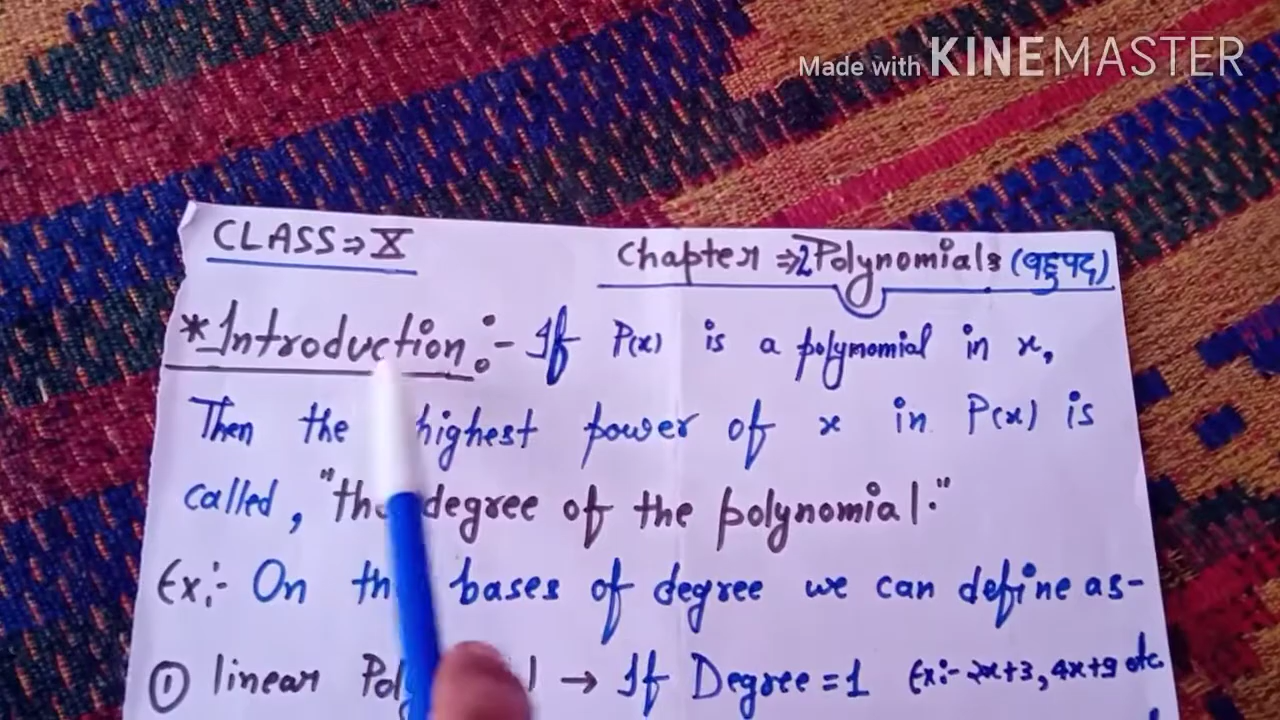 Made with KINEMASTER
CLASS ⇒ X
Chapter ⇒ 2 Polynomials (बहुपद)
* Introduction :- If P(x) is a polynomial in x,
Then the highest power of x in P(x) is
called, "the degree of the polynomial."
Ex:- On the bases of degree we can define as-
① linear → If Degree = 1 Ex:- 2x+3, 4x+9 etc.